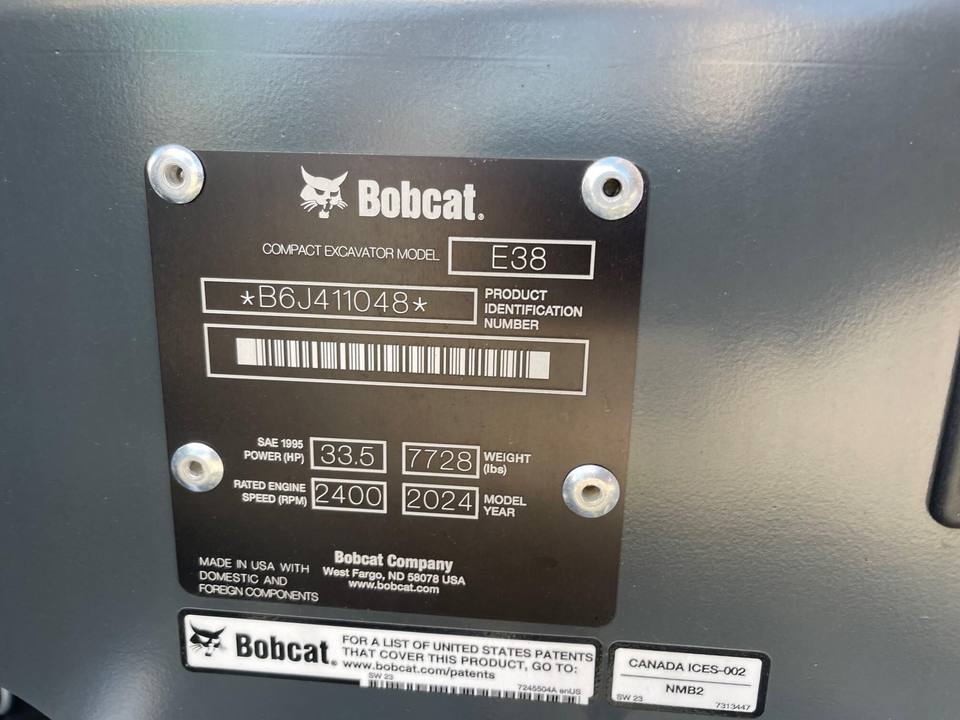 Bobcat.
COMPACT EXCAVATOR MODEL E38
*B6J411048* PRODUCT
IDENTIFICATION
NUMBER
SAE 1995
POWER (HP) 33.5 7728 WEIGHT
(lbs)
RATED ENGINE
SPEED (RPM) 2400 2024 MODEL
YEAR
MADE IN USA WITH
DOMESTIC AND
FOREIGN COMPONENTS
Bobcat Company
West Fargo, ND 58078 USA
www.bobcat.com
Bobcat.
FOR A LIST OF UNITED STATES PATENTS
THAT COVER THIS PRODUCT, GO TO:
www.bobcat.com/patents
SW 23
7245504A enUS
CANADA ICES-002
NMB2
SW 23 7313447